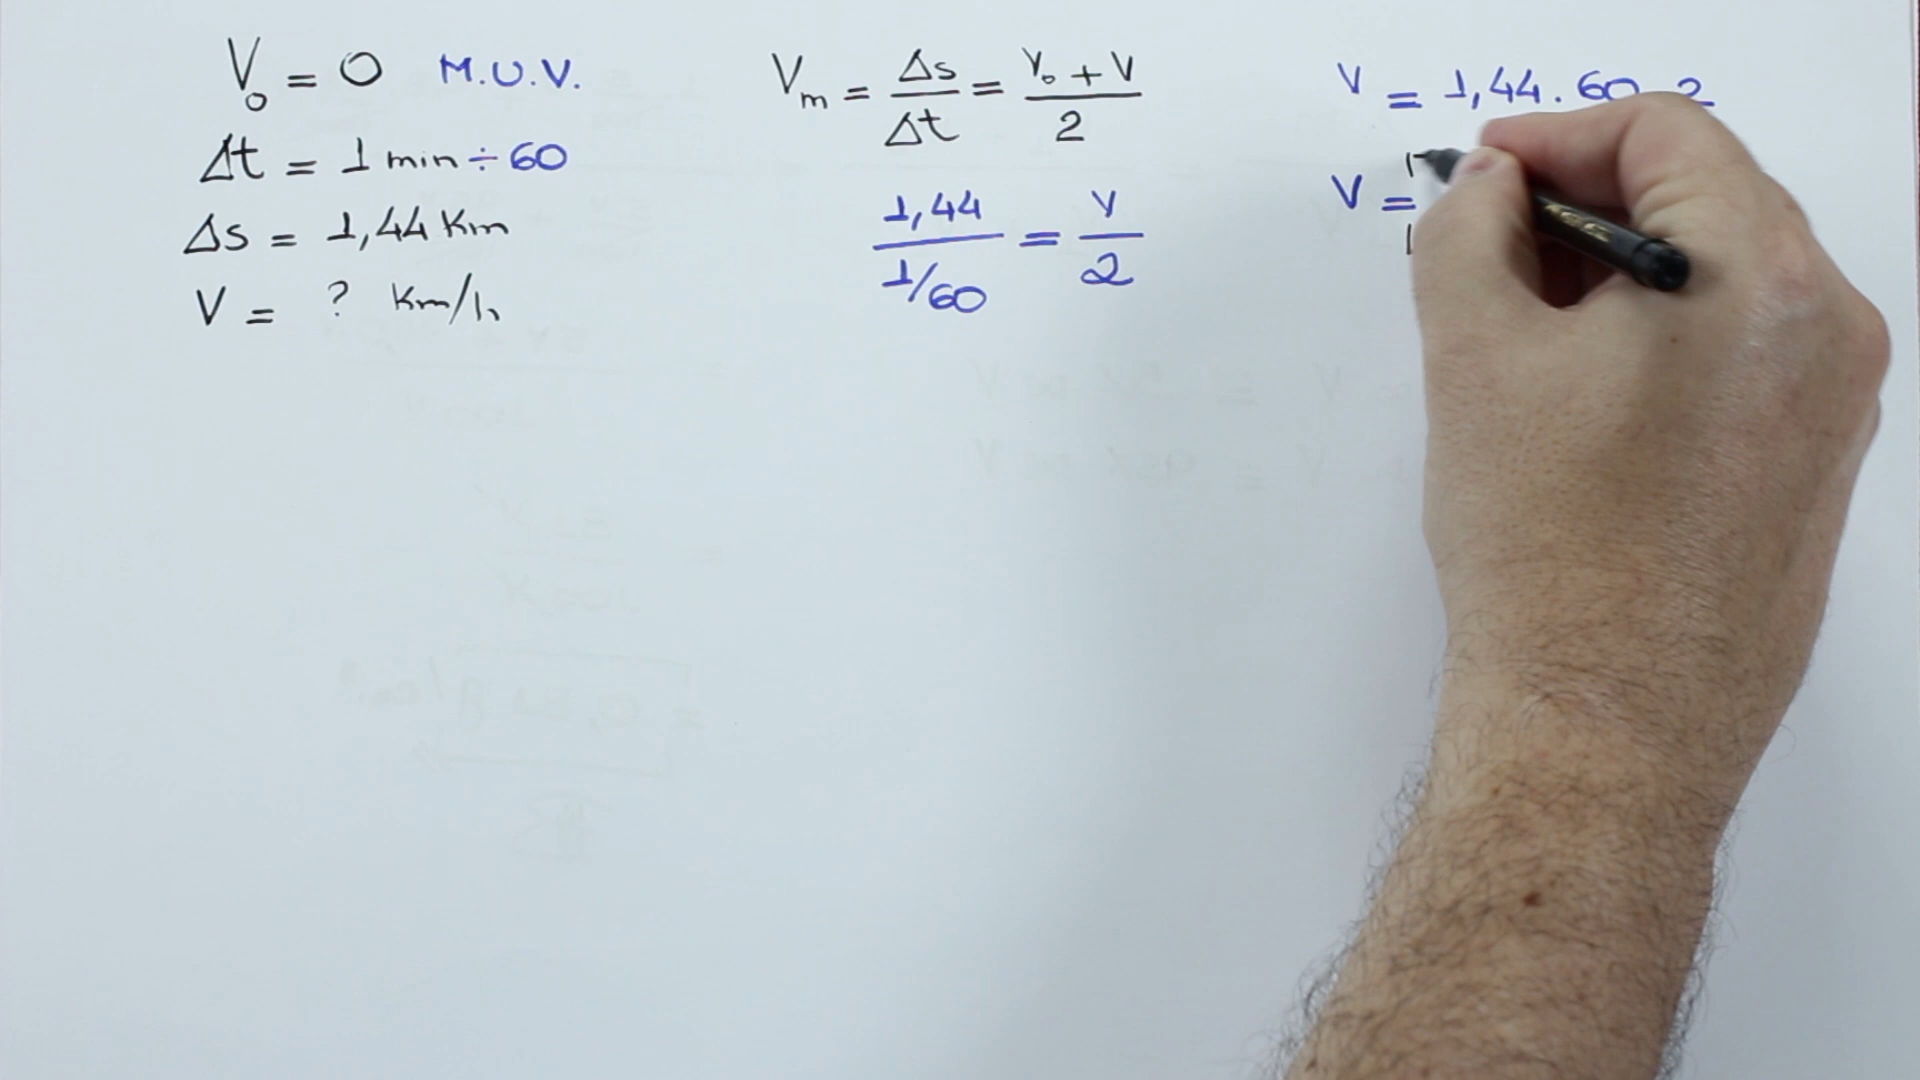 V₀ = 0 M.U.V.
Δt = 1 min ÷ 60
Δs = 1,44 Km
V = ? Km/h
Vm = Δs/Δt = V₀ + V/2
1,44/1/60 = V/2
V = 1,44 . 60 . 2
V =